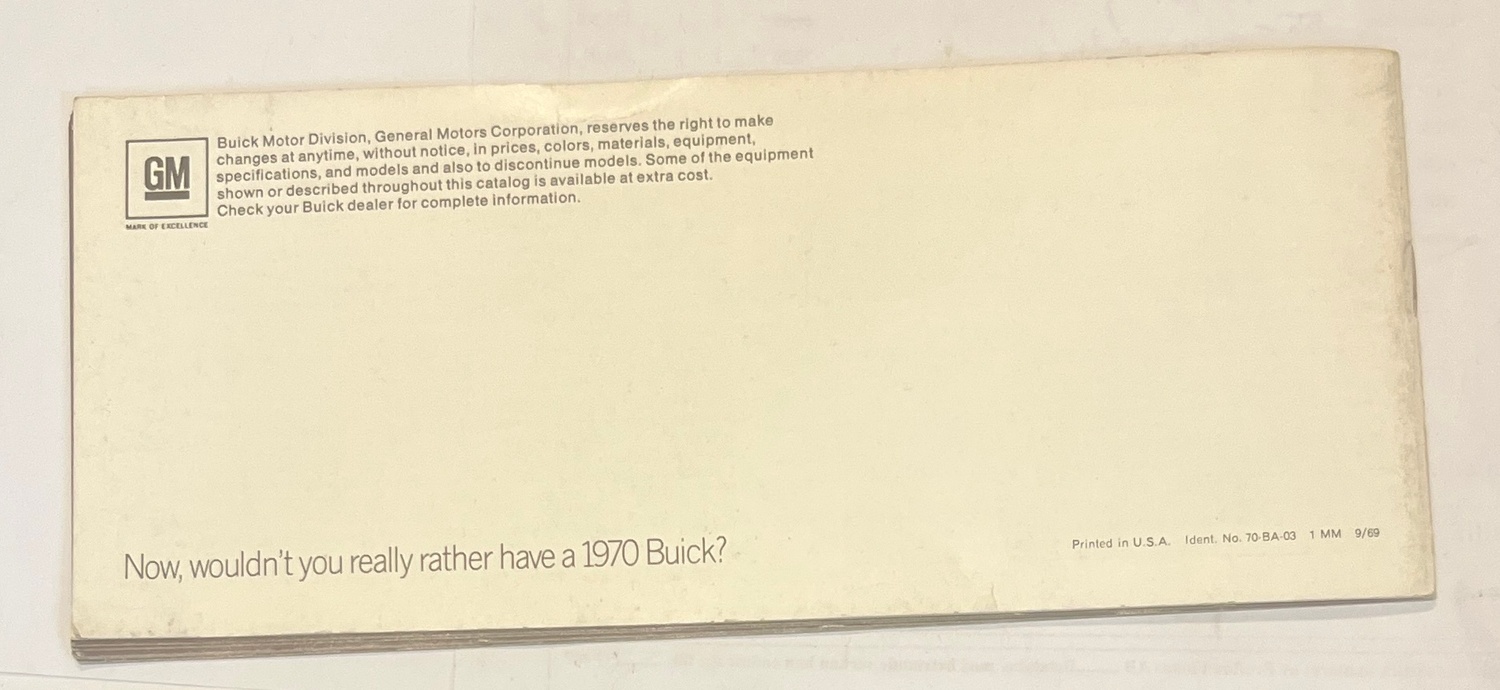 GM
MARK OF EXCELLENCE
Buick Motor Division, General Motors Corporation, reserves the right to make
changes at anytime, without notice, in prices, colors, materials, equipment,
specifications, and models and also to discontinue models. Some of the equipment
shown or described throughout this catalog is available at extra cost.
Check your Buick dealer for complete information.
Now, wouldn't you really rather have a 1970 Buick?
Printed in U.S.A. Ident. No. 70-BA-03 1 MM 9/69